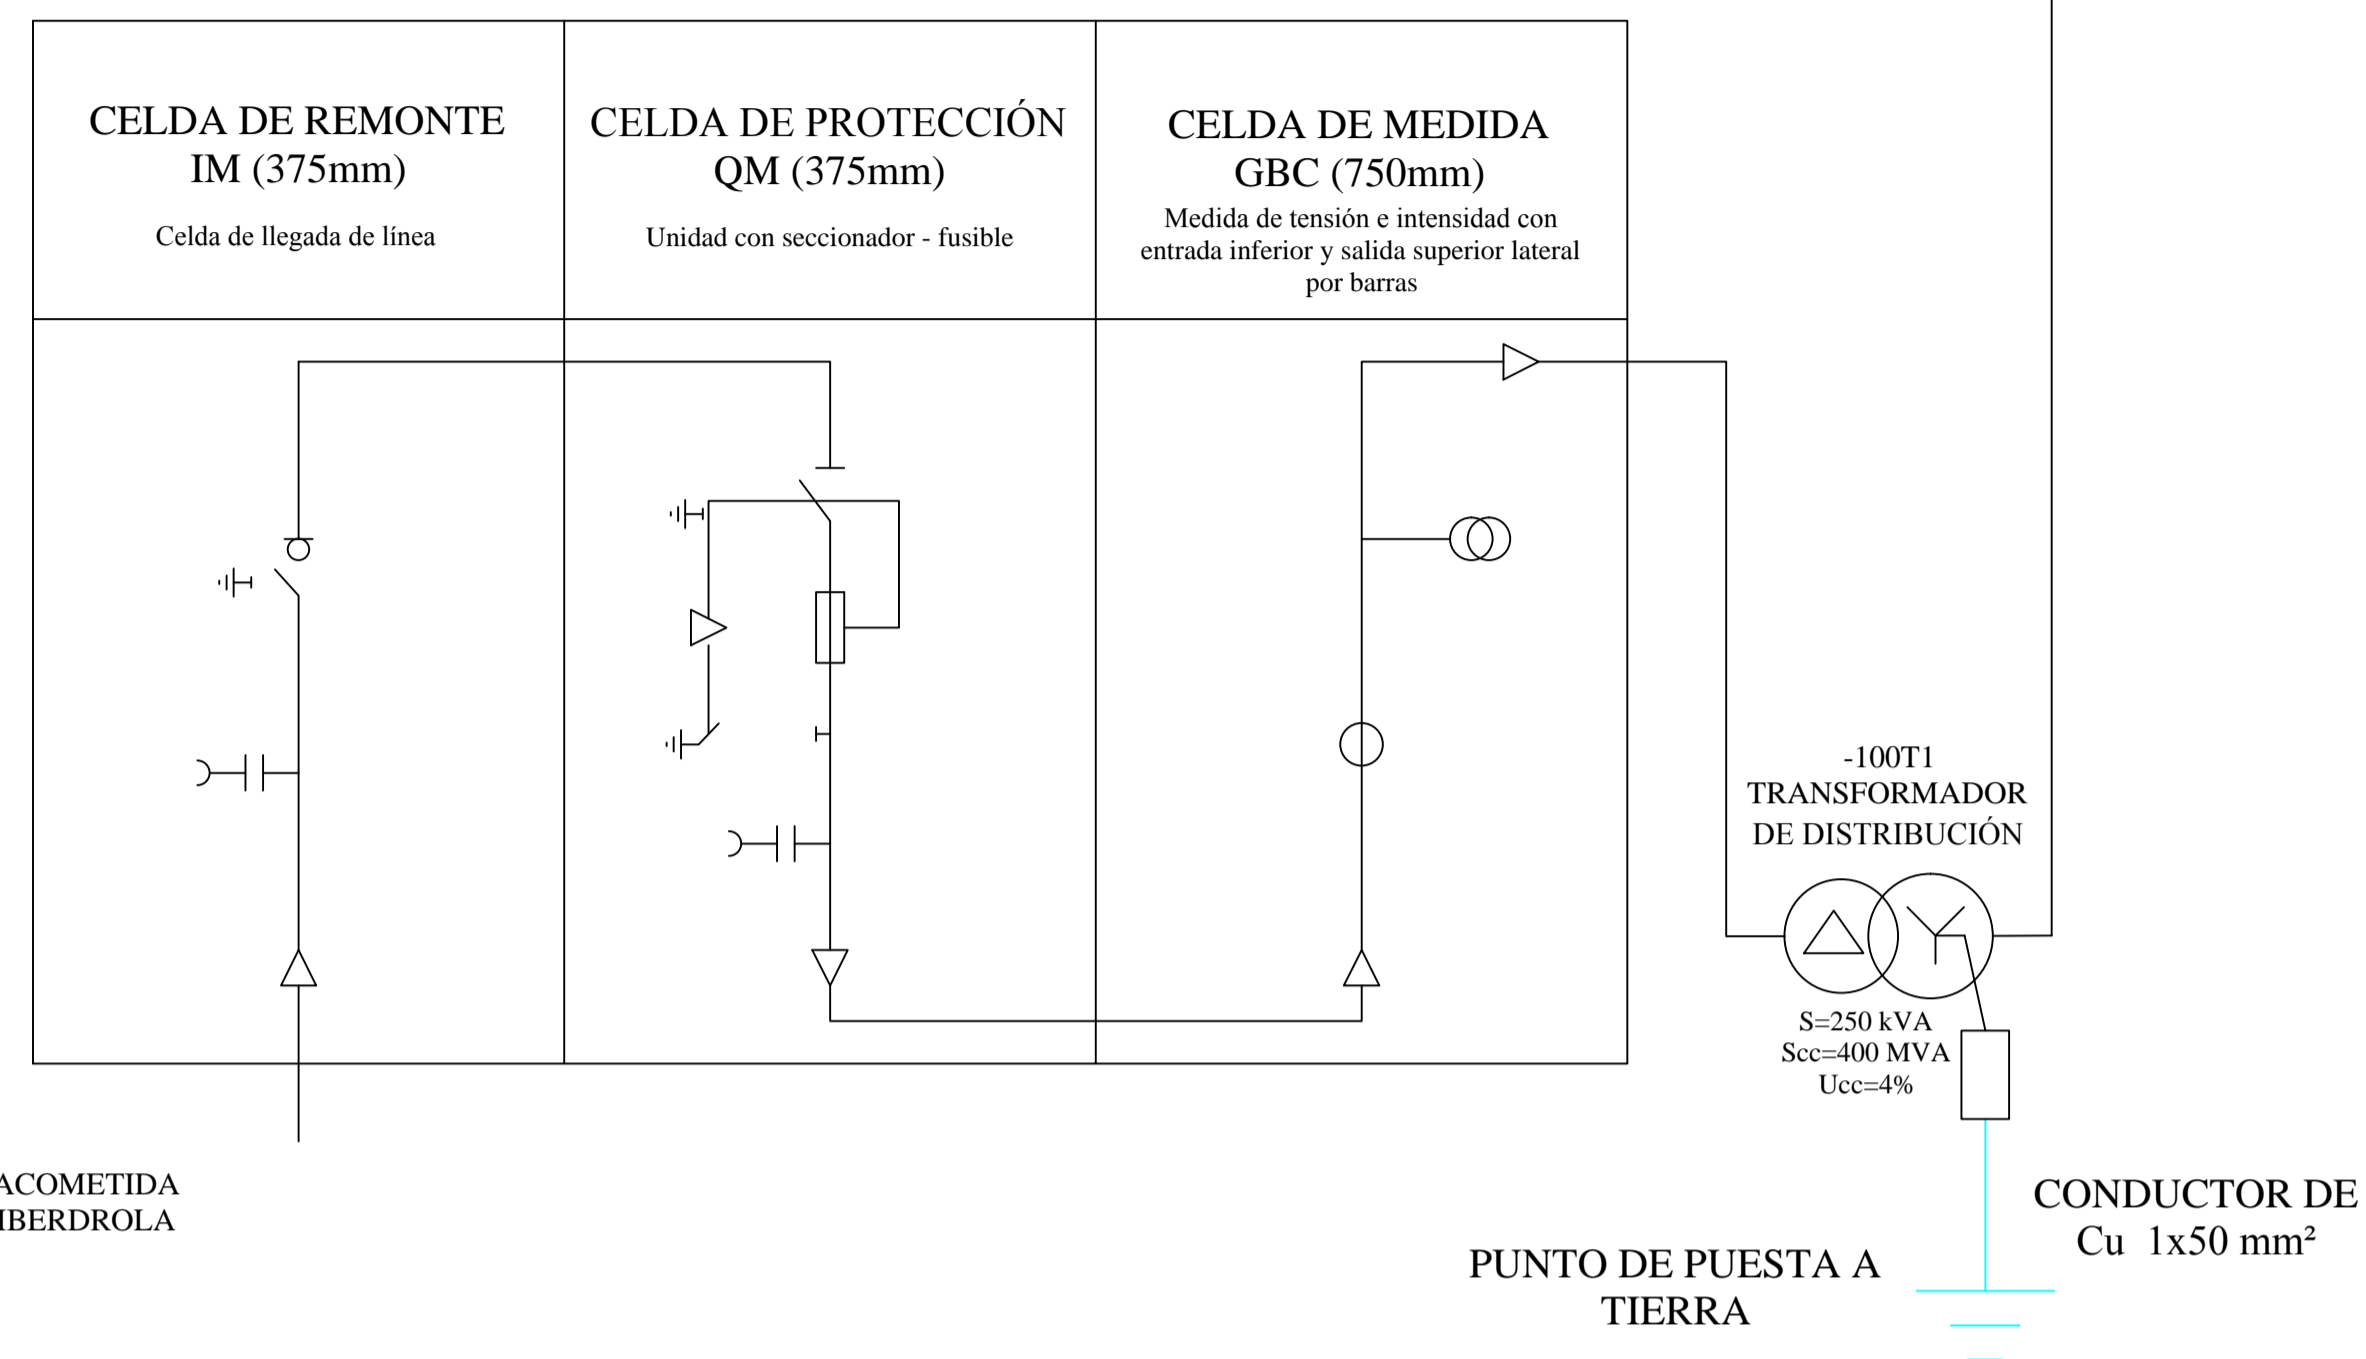 CELDA DE REMONTE
IM (375mm)
Celda de llegada de línea
CELDA DE PROTECCIÓN
QM (375mm)
Unidad con seccionador - fusible
CELDA DE MEDIDA
GBC (750mm)
Medida de tensión e intensidad con
entrada inferior y salida superior lateral
por barras
-100T1
TRANSFORMADOR
DE DISTRIBUCIÓN
S=250 kVA
Scc=400 MVA
Ucc=4%
ACOMETIDA
IBERDROLA
CONDUCTOR DE
Cu 1x50 mm²
PUNTO DE PUESTA A
TIERRA